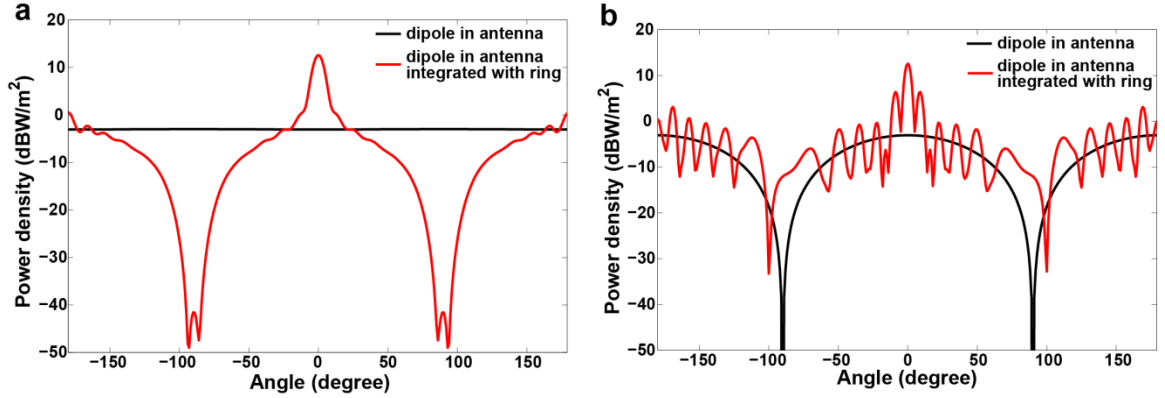 a
20
10
0
−10
−20
−30
−40
−50
Power density (dBW/m²)
dipole in antenna
dipole in antenna
integrated with ring
−150 −100 −50 0 50 100 150
Angle (degree)
b
20
10
0
−10
−20
−30
−40
−50
Power density (dBW/m²)
dipole in antenna
dipole in antenna
integrated with ring
−150 −100 −50 0 50 100 150
Angle (degree)